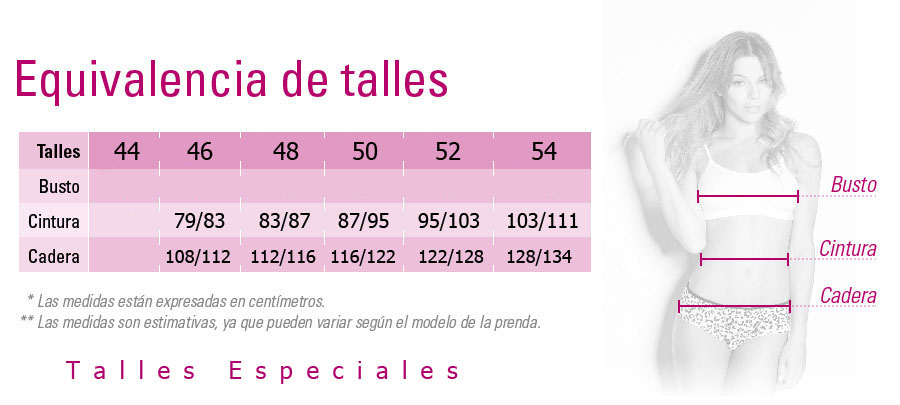 Equivalencia de talles
Talles 44 46 48 50 52 54
Busto
Cintura 79/83 83/87 87/95 95/103 103/111
Cadera 108/112 112/116 116/122 122/128 128/134
* Las medidas están expresadas en centímetros.
** Las medidas son estimativas, ya que pueden variar según el modelo de la prenda.
Talles Especiales
Busto
Cintura
Cadera